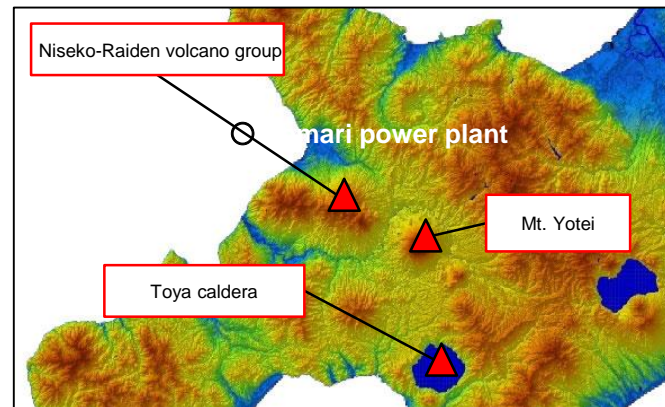 Niseko-Raiden volcano group
mari power plant
Mt. Yotei
Toya caldera